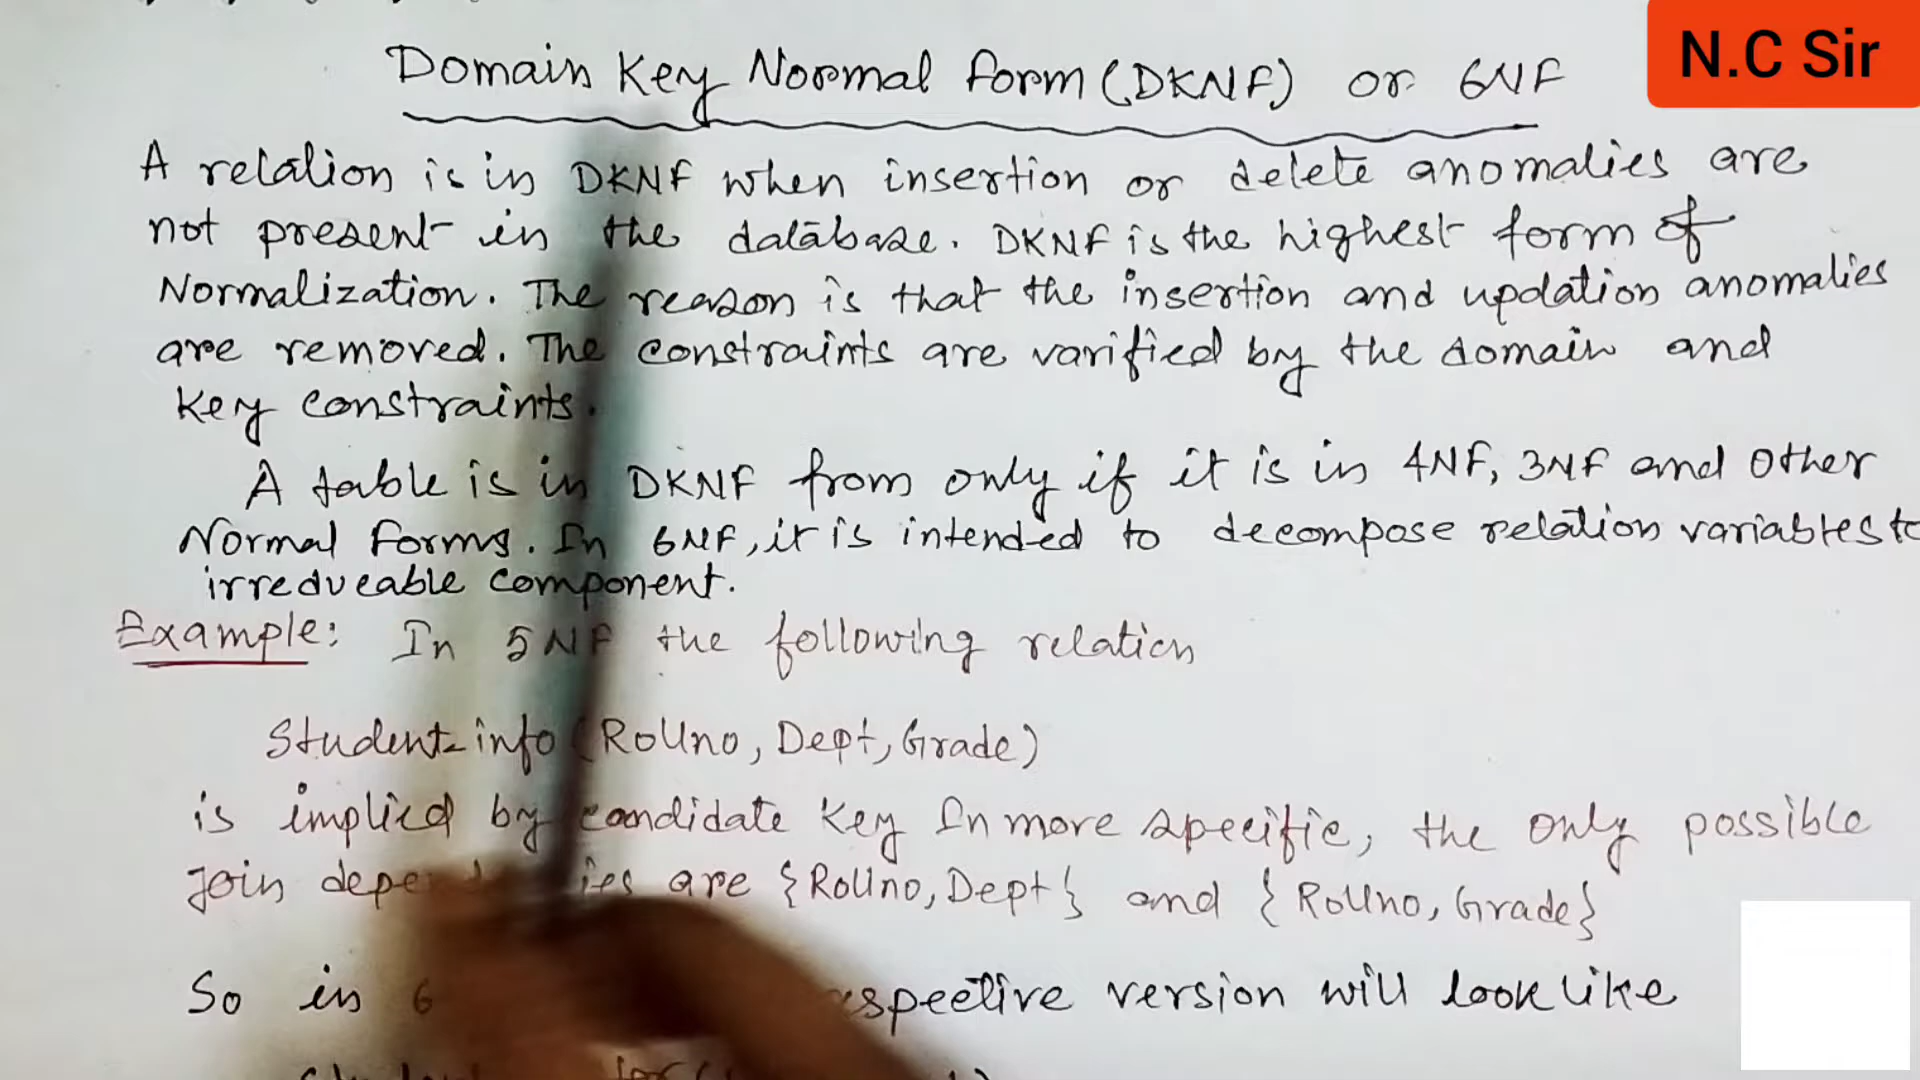 Domain Key Normal Form (DKNF) or 6NF
N.C Sir
A relation is in DKNF when insertion or delete anomalies are
not present in the database. DKNF is the highest form of
Normalization. The reason is that the insertion and updation anomalies
are removed. The constraints are varified by the domain and
Key constraints.
A table is in DKNF from only if it is in 4NF, 3NF and Other
Normal Forms. In 6NF, it is intended to decompose relation variables to
irredueable component.
Example: In 5NF the following relation
Student-info (Rollno, Dept, Grade)
is implied by candidate Key In more specific, the only possible
Join are {Rollno, Dept} and {Rollno, Grade}
So in 6 version will look like